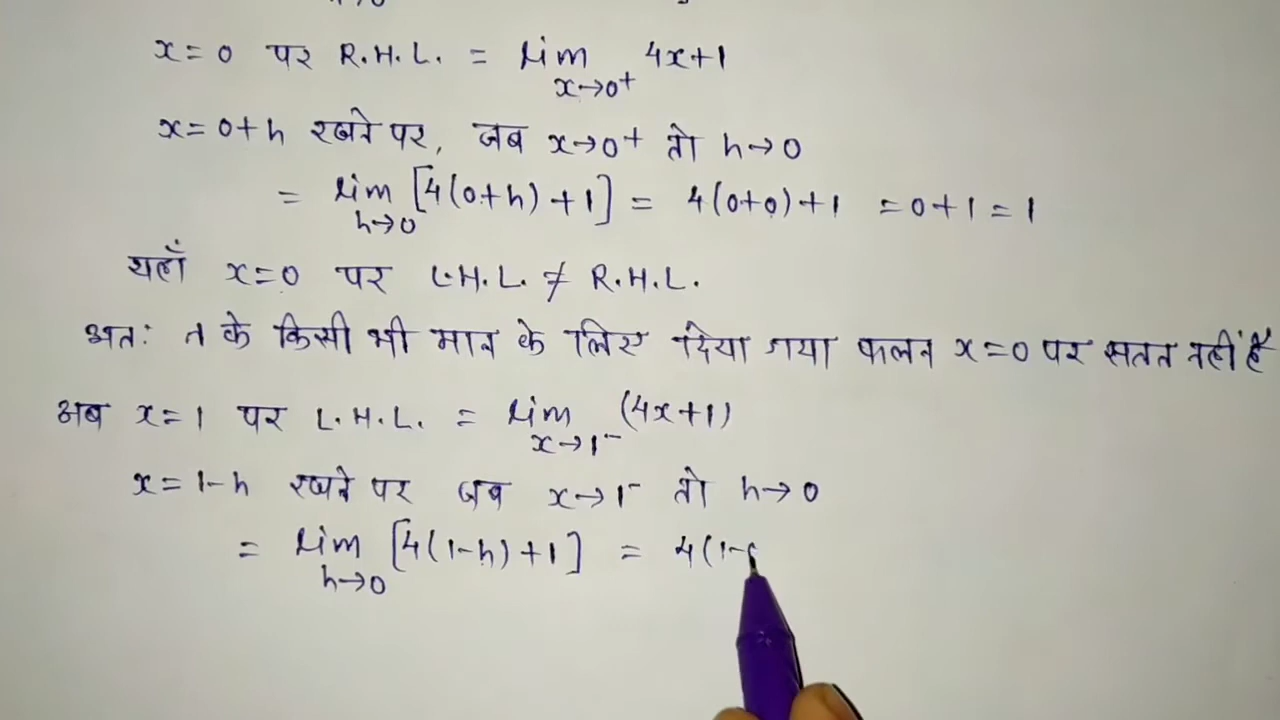 x=0 पर R.H.L. = lim 4x+1
x→0⁺
x=0+h रखने पर, जब x→0⁺ तो h→0
= lim [4(0+h)+1] = 4(0+0)+1 =0+1=1
h→0
यहाँ x=0 पर L.H.L. ≠ R.H.L.
अतः λ के किसी भी मान के लिए दिया गया फलन x=0 पर सतत नहीं है
अब x=1 पर L.H.L. = lim (4x+1)
x→1⁻
x=1-h रखने पर जब x→1⁻ तो h→0
= lim [4(1-h)+1] = 4(1-
h→0